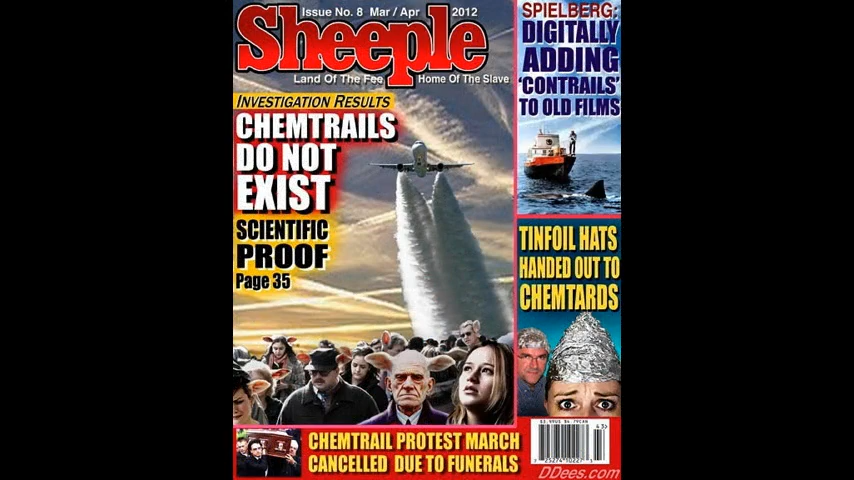 Issue No. 8 Mar / Apr 2012
Sheeple
Land Of The Fee Home Of The Slave
INVESTIGATION RESULTS
CHEMTRAILS
DO NOT
EXIST
SCIENTIFIC
PROOF
Page 35
SPIELBERG:
DIGITALLY
ADDING
'CONTRAILS'
TO OLD FILMS
TINFOIL HATS
HANDED OUT TO
CHEMTARDS
CHEMTRAIL PROTEST MARCH
CANCELLED DUE TO FUNERALS
DDees.com